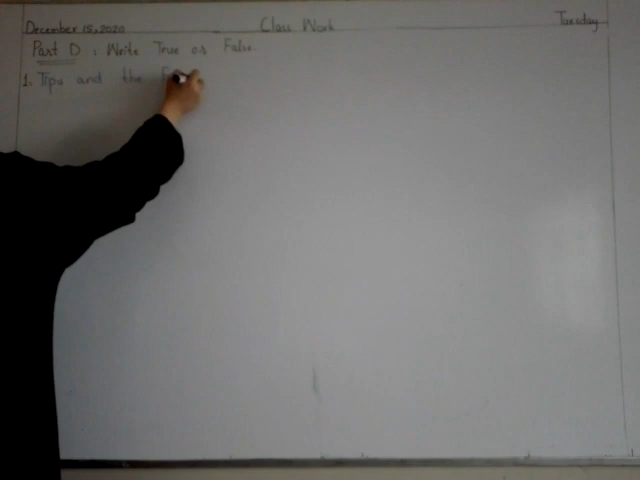 December 15, 2020 Class Work Tuesday
Part D : Write True or False
1. Tipu and the